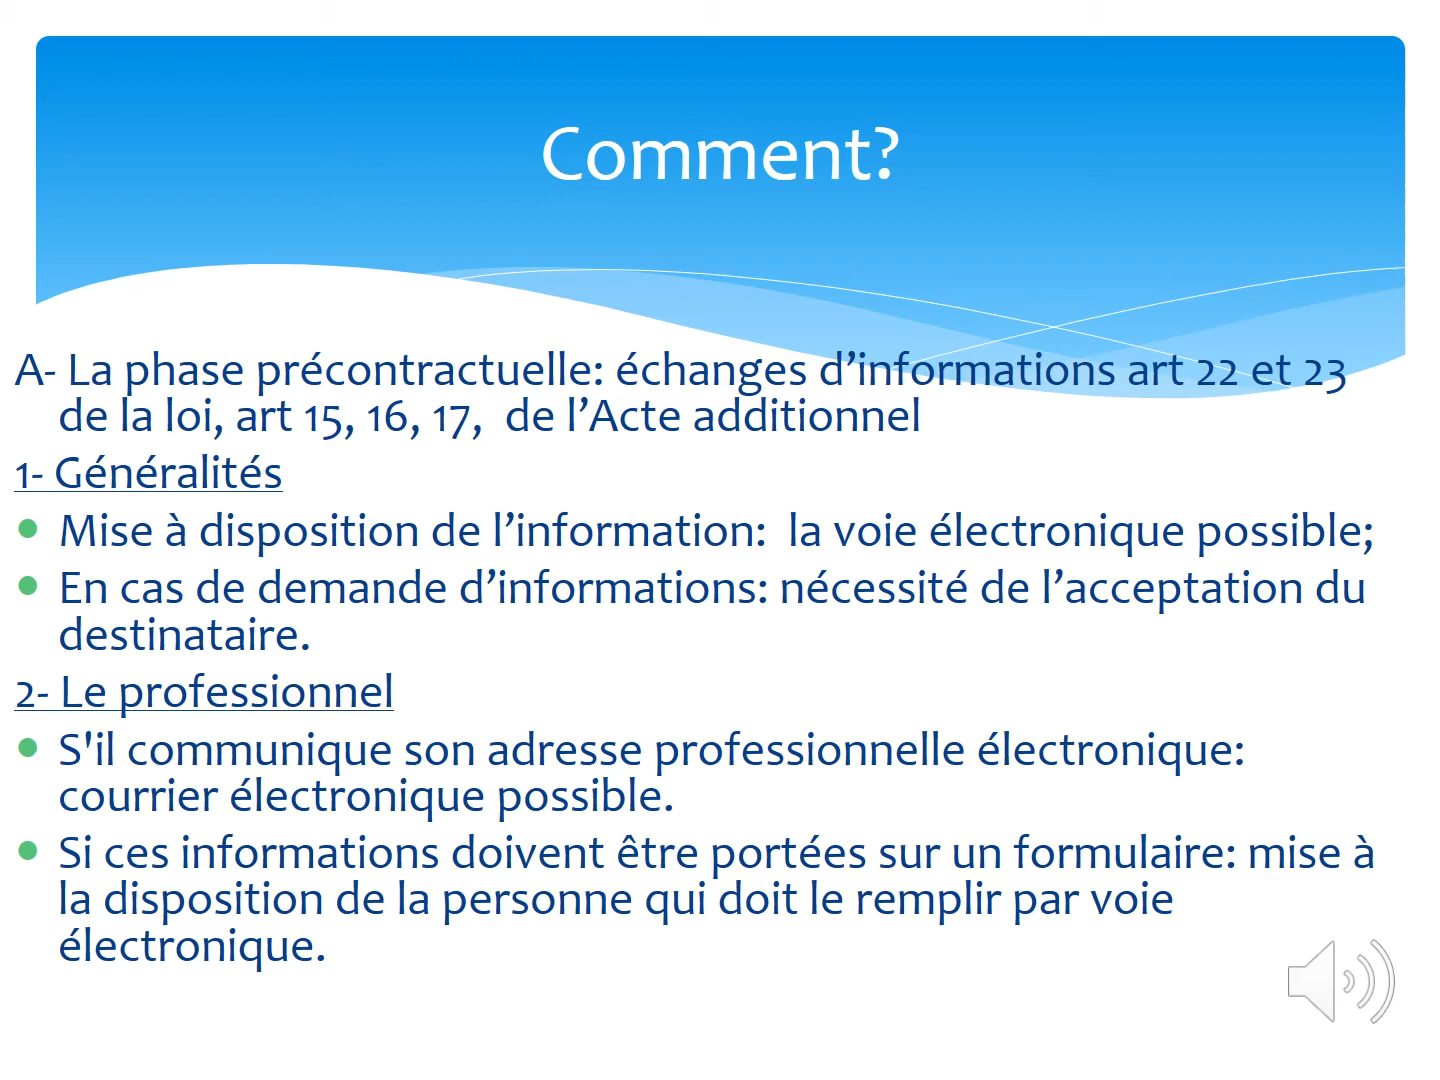 Comment?
A- La phase précontractuelle: échanges d’informations art 22 et 23
de la loi, art 15, 16, 17,  de l’Acte additionnel
1- Généralités
• Mise à disposition de l’information:  la voie électronique possible;
• En cas de demande d’informations: nécessité de l’acceptation du
destinataire.
2- Le professionnel
• S'il communique son adresse professionnelle électronique:
courrier électronique possible.
• Si ces informations doivent être portées sur un formulaire: mise à
la disposition de la personne qui doit le remplir par voie
électronique.